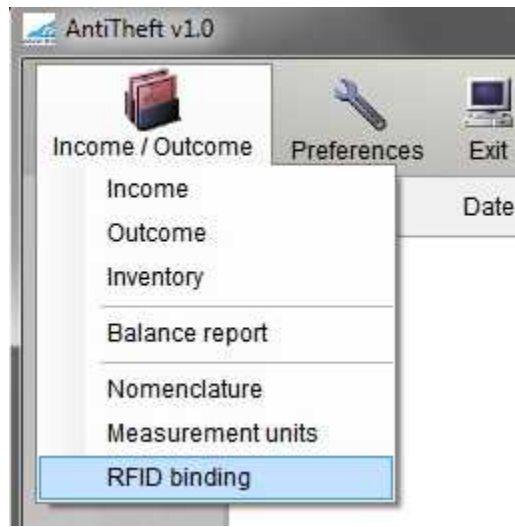 AntiTheft v1.0
Income / Outcome
Preferences
Exit
Date
Income
Outcome
Inventory
Balance report
Nomenclature
Measurement units
RFID binding